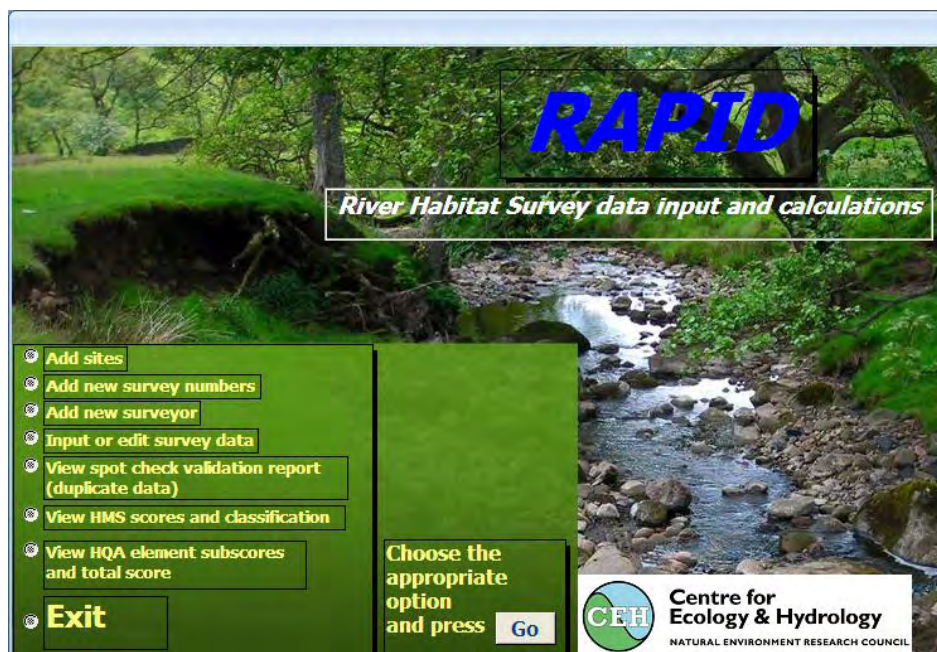 RAPID
River Habitat Survey data input and calculations
Add sites
Add new survey numbers
Add new surveyor
Input or edit survey data
View spot check validation report
(duplicate data)
View HMS scores and classification
View HQA element subscores
and total score
Exit
Choose the
appropriate
option
and press
Go
CEH
Centre for
Ecology & Hydrology
NATURAL ENVIRONMENT RESEARCH COUNCIL